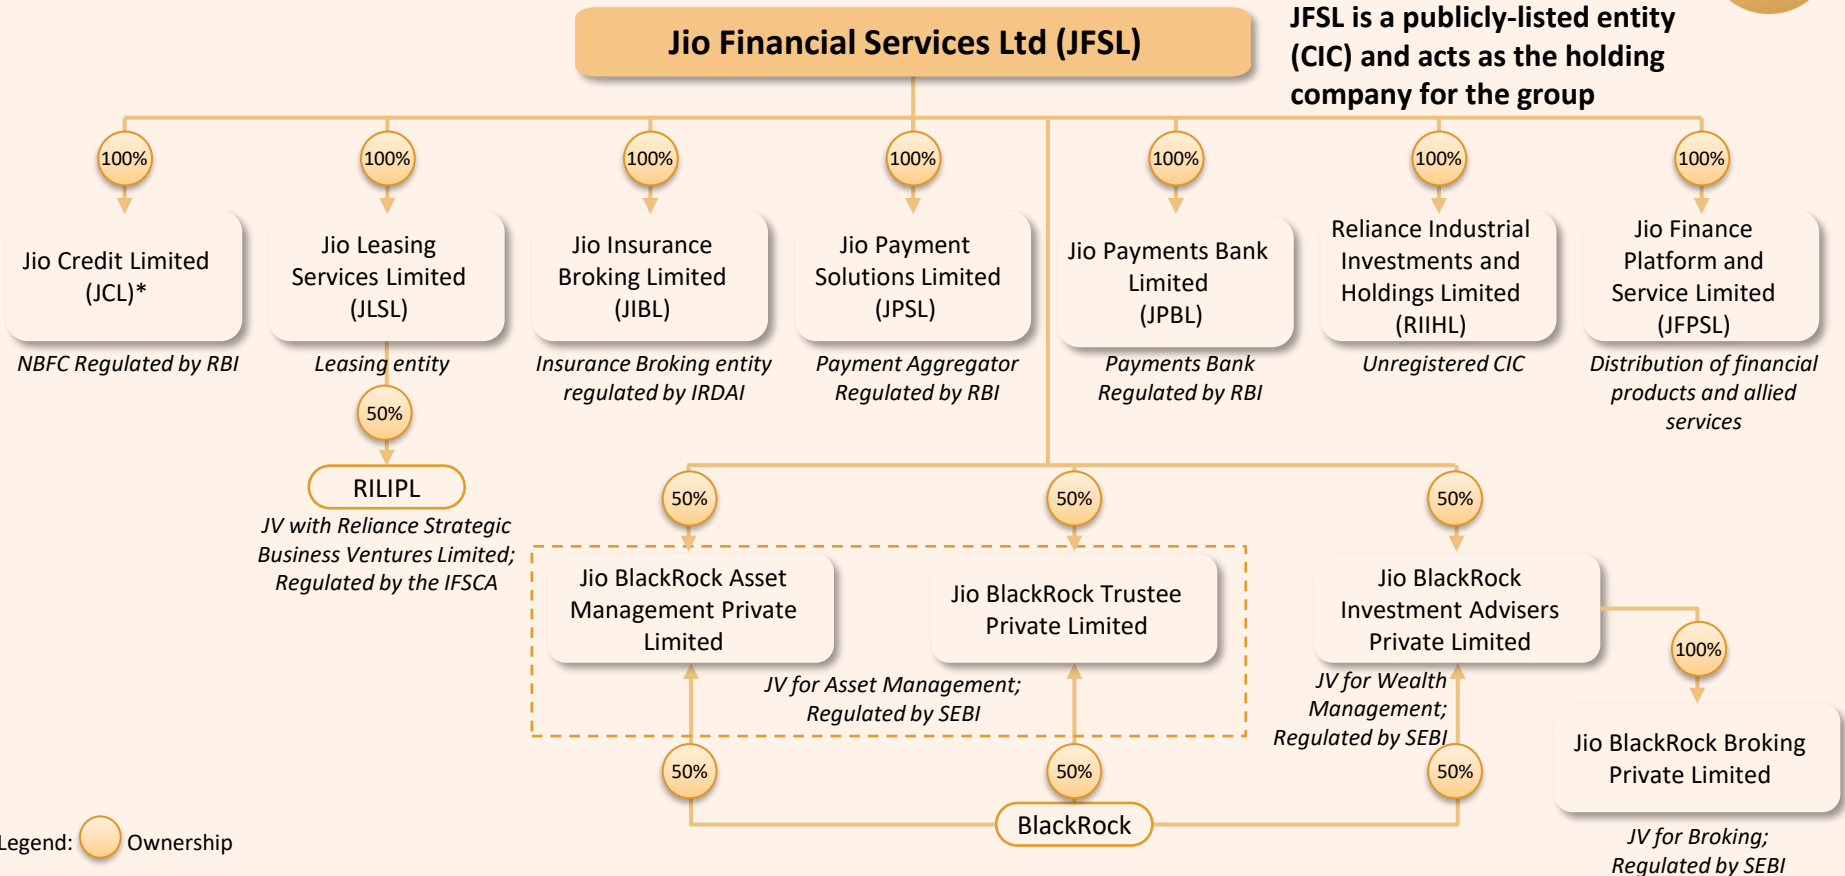 Jio Financial Services Ltd (JFSL)
JFSL is a publicly-listed entity
(CIC) and acts as the holding
company for the group
100%
100%
100%
100%
100%
100%
100%
Jio Credit Limited
(JCL)*
NBFC Regulated by RBI
Jio Leasing
Services Limited
(JLSL)
Leasing entity
Jio Insurance
Broking Limited
(JIBL)
Insurance Broking entity
regulated by IRDAI
Jio Payment
Solutions Limited
(JPSL)
Payment Aggregator
Regulated by RBI
Jio Payments Bank
Limited
(JPBL)
Payments Bank
Regulated by RBI
Reliance Industrial
Investments and
Holdings Limited
(RIIHL)
Unregistered CIC
Jio Finance
Platform and
Service Limited
(JFPSL)
Distribution of financial
products and allied
services
50%
RILIPL
JV with Reliance Strategic
Business Ventures Limited;
Regulated by the IFSCA
50%
50%
50%
Jio BlackRock Asset
Management Private
Limited
Jio BlackRock Trustee
Private Limited
JV for Asset Management;
Regulated by SEBI
Jio BlackRock
Investment Advisers
Private Limited
JV for Wealth
Management;
Regulated by SEBI
100%
Jio BlackRock Broking
Private Limited
JV for Broking;
Regulated by SEBI
50%
50%
50%
BlackRock
Legend:
Ownership